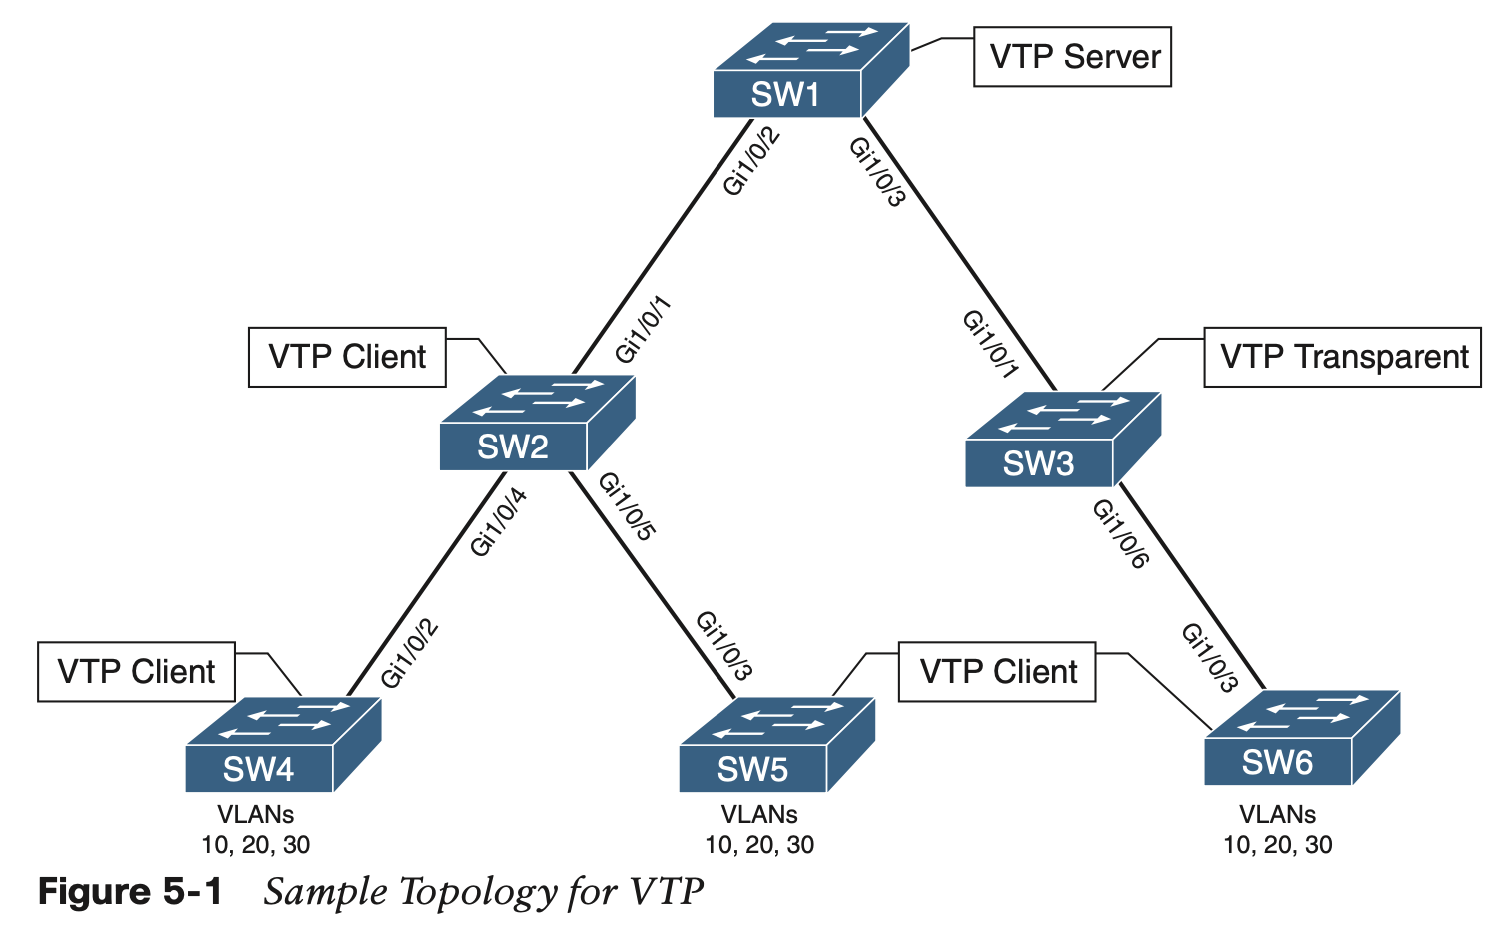 SW1
VTP Server
Gi1/0/2
Gi1/0/3
Gi1/0/1
Gi1/0/1
VTP Client
VTP Transparent
SW2
SW3
Gi1/0/4
Gi1/0/5
Gi1/0/6
Gi1/0/2
Gi1/0/3
Gi1/0/3
VTP Client
VTP Client
SW4
SW5
SW6
VLANs
10, 20, 30
VLANs
10, 20, 30
VLANs
10, 20, 30
Figure 5-1 Sample Topology for VTP